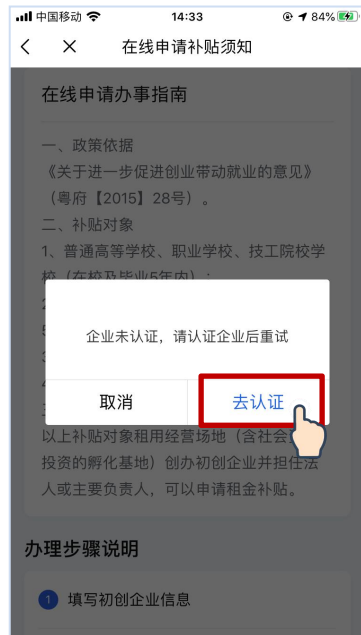 中国移动 14:33 84%
在线申请补贴须知
在线申请办事指南
一、政策依据
《关于进一步促进创业带动就业的意见》
（粤府【2015】28号）。
二、补贴对象
1、普通高等学校、职业学校、技工院校学
校（在校及毕业5年内）；
企业未认证，请认证企业后重试
取消 去认证
以上补贴对象租用经营场地（含社会
投资的孵化基地）创办初创企业并担任法
人或主要负责人，可以申请租金补贴。
办理步骤说明
1 填写初创企业信息